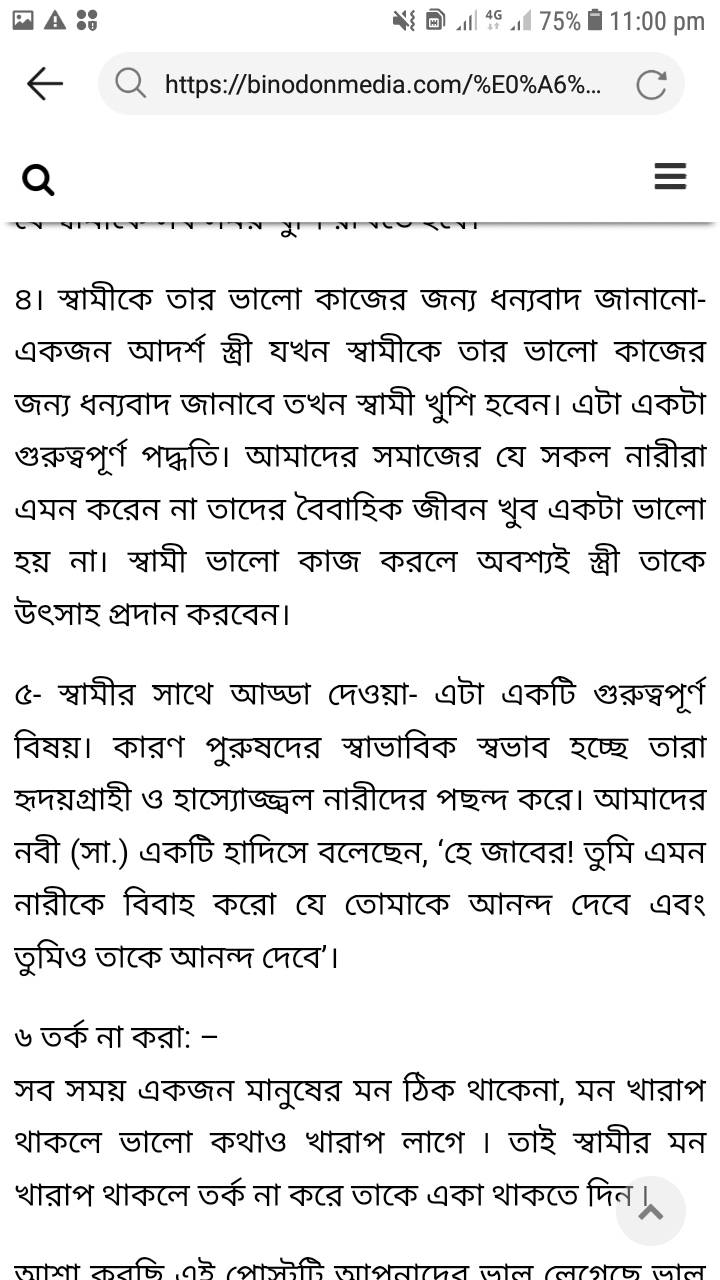 4G 75% 11:00 pm
https://binodonmedia.com/%E0%A6%...
৪। স্বামীকে তার ভালো কাজের জন্য ধন্যবাদ জানানো-
একজন আদর্শ স্ত্রী যখন স্বামীকে তার ভালো কাজের
জন্য ধন্যবাদ জানাবে তখন স্বামী খুশি হবেন। এটা একটা
গুরুত্বপূর্ণ পদ্ধতি। আমাদের সমাজের যে সকল নারীরা
এমন করেন না তাদের বৈবাহিক জীবন খুব একটা ভালো
হয় না। স্বামী ভালো কাজ করলে অবশ্যই স্ত্রী তাকে
উৎসাহ প্রদান করবেন।
৫- স্বামীর সাথে আড্ডা দেওয়া- এটা একটি গুরুত্বপূর্ণ
বিষয়। কারণ পুরুষদের স্বাভাবিক স্বভাব হচ্ছে তারা
হৃদয়গ্রাহী ও হাস্যোজ্জ্বল নারীদের পছন্দ করে। আমাদের
নবী (সা.) একটি হাদিসে বলেছেন, ‘হে জাবের! তুমি এমন
নারীকে বিবাহ করো যে তোমাকে আনন্দ দেবে এবং
তুমিও তাকে আনন্দ দেবে’।
৬ তর্ক না করা: –
সব সময় একজন মানুষের মন ঠিক থাকেনা, মন খারাপ
থাকলে ভালো কথাও খারাপ লাগে । তাই স্বামীর মন
খারাপ থাকলে তর্ক না করে তাকে একা থাকতে দিন ।
আশা করছি এই পোস্টটি আপনাদের ভাল লেগেছে ভাল